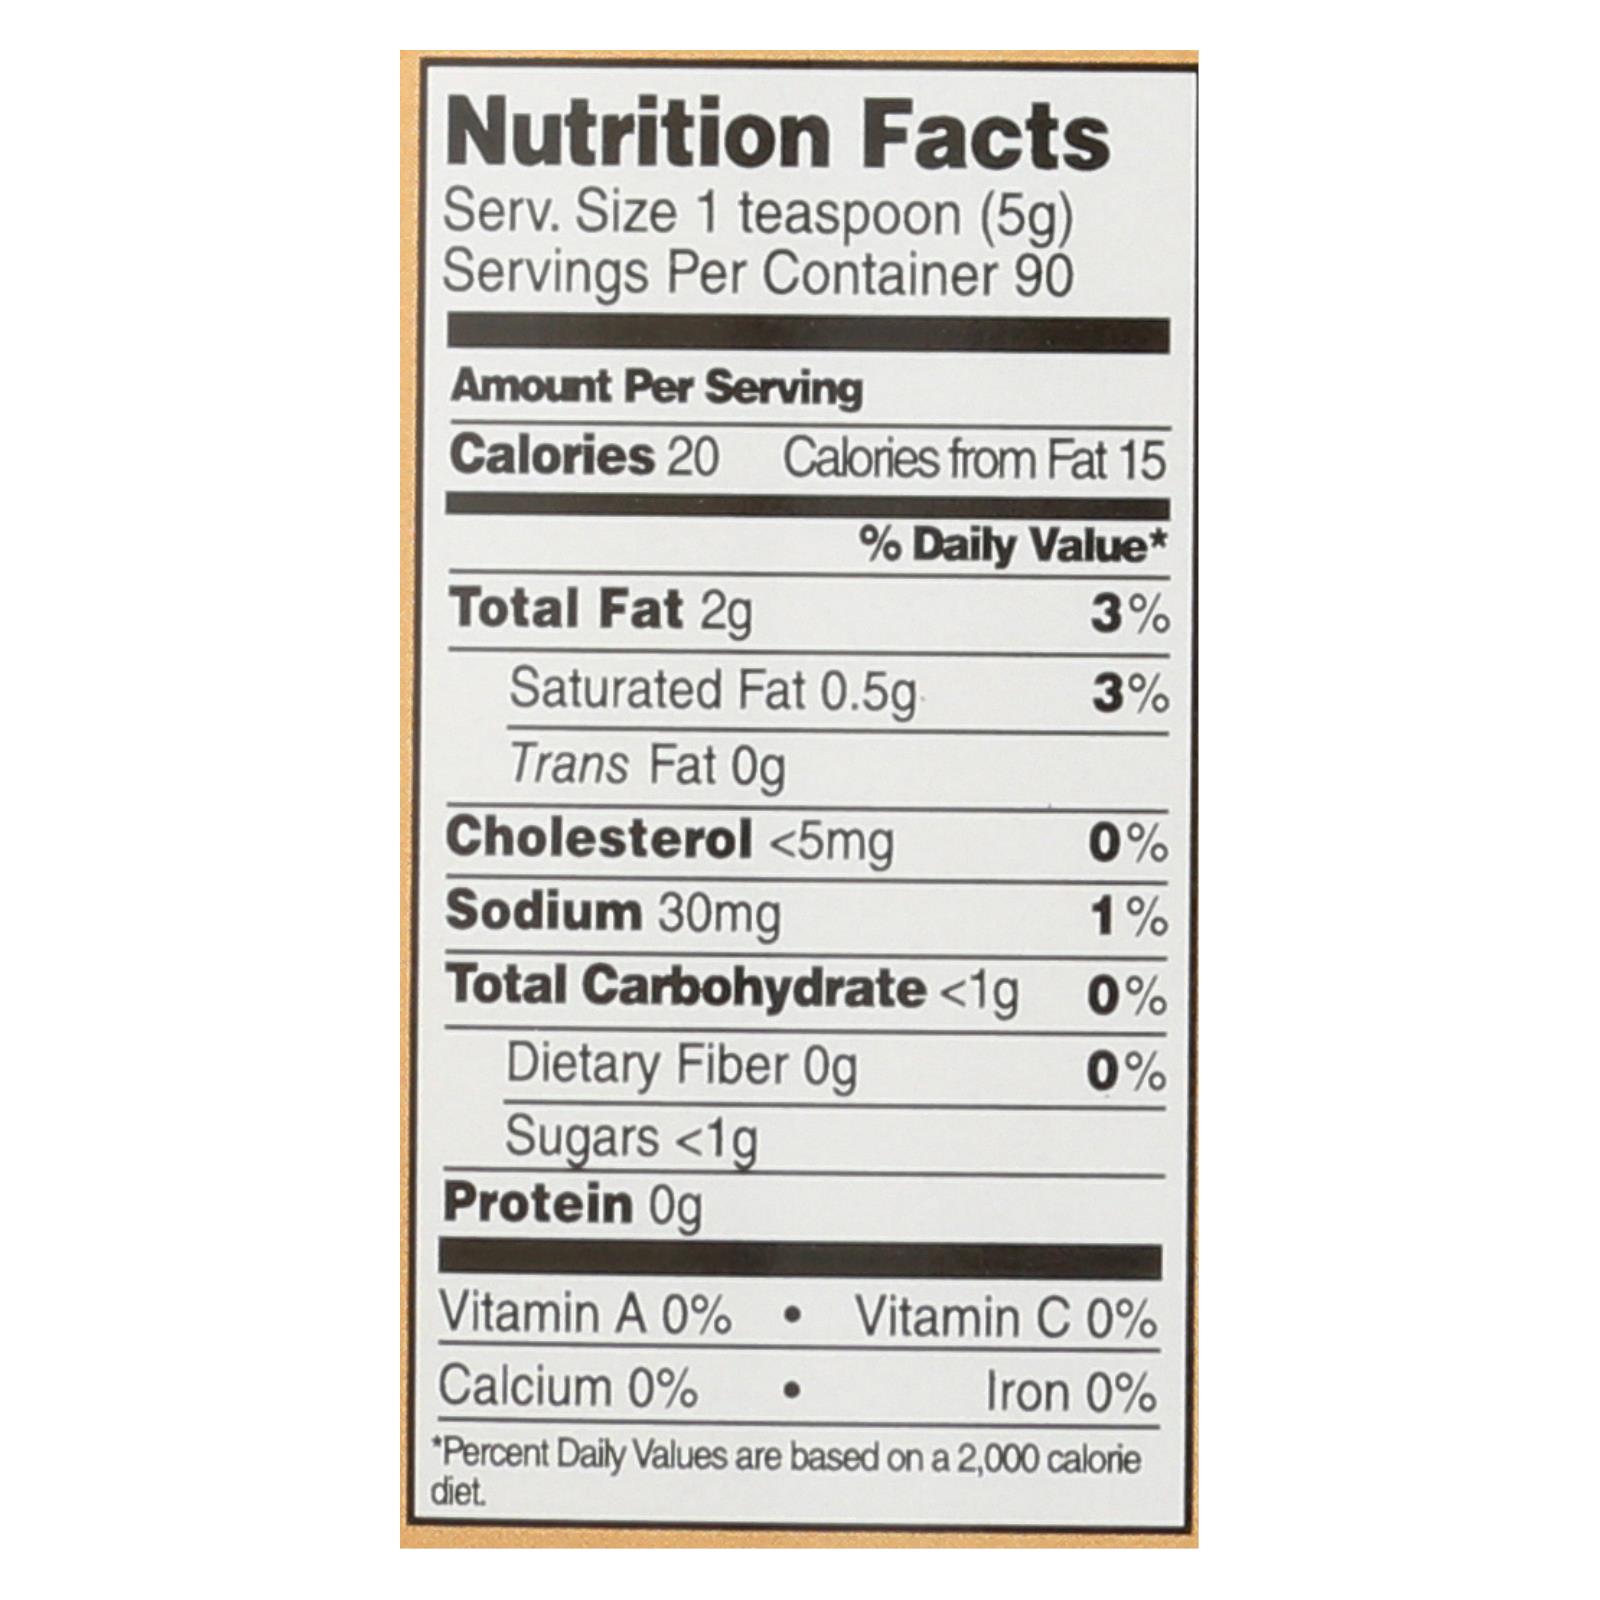 Nutrition Facts
Serv. Size 1 teaspoon (5g)
Servings Per Container 90
Amount Per Serving
Calories 20 Calories from Fat 15
% Daily Value*
Total Fat 2g 3%
Saturated Fat 0.5g 3%
Trans Fat 0g
Cholesterol <5mg 0%
Sodium 30mg 1%
Total Carbohydrate <1g 0%
Dietary Fiber 0g 0%
Sugars <1g
Protein 0g
Vitamin A 0% • Vitamin C 0%
Calcium 0% • Iron 0%
*Percent Daily Values are based on a 2,000 calorie
diet.